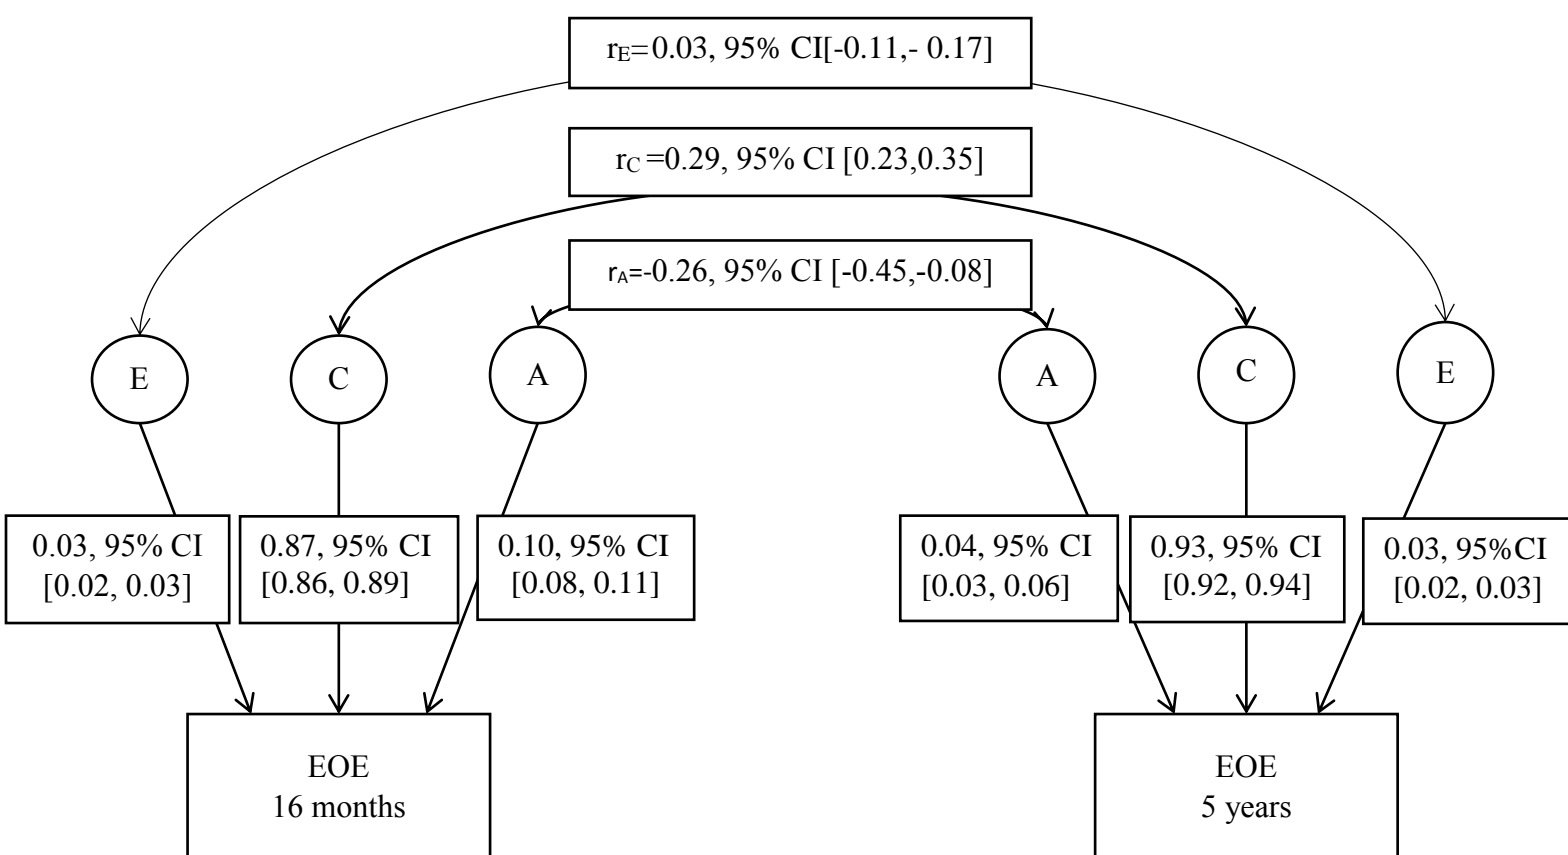 rE=0.03, 95% CI[-0.11,- 0.17]
rC =0.29, 95% CI [0.23,0.35]
rA=-0.26, 95% CI [-0.45,-0.08]
E
C
A
A
C
E
0.03, 95% CI
[0.02, 0.03]
0.87, 95% CI
[0.86, 0.89]
0.10, 95% CI
[0.08, 0.11]
0.04, 95% CI
[0.03, 0.06]
0.93, 95% CI
[0.92, 0.94]
0.03, 95%CI
[0.02, 0.03]
EOE
16 months
EOE
5 years